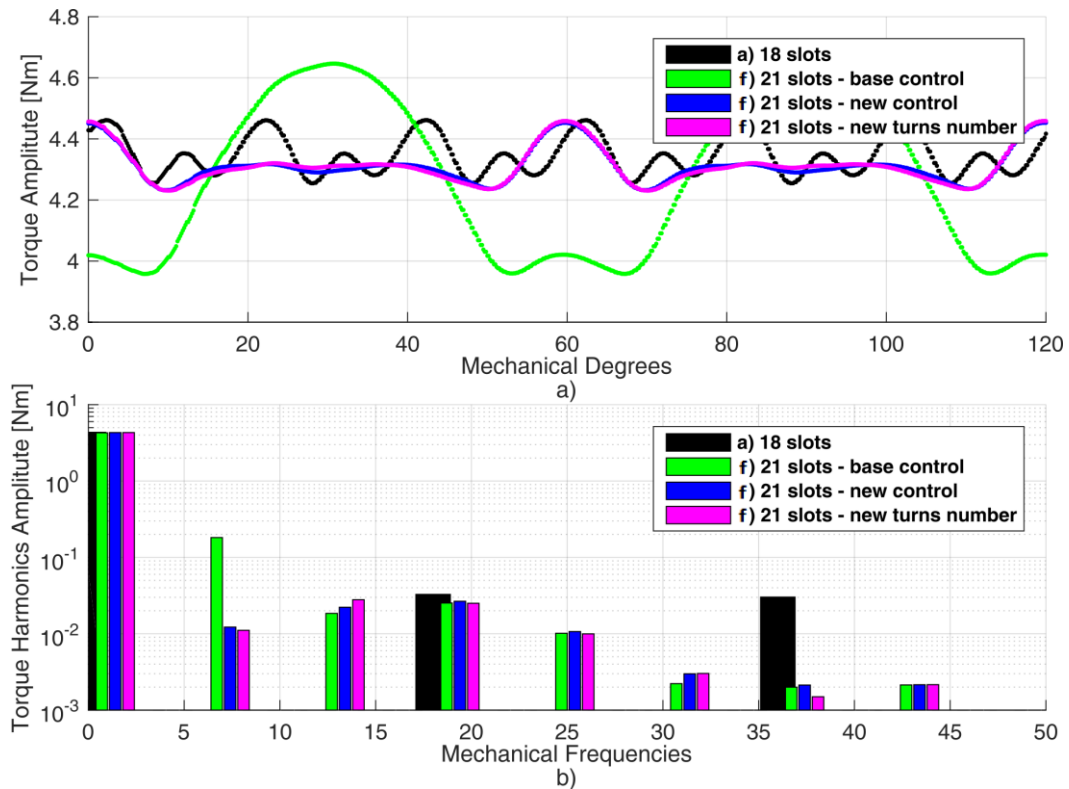 Torque Amplitute [Nm]
4.8
4.6
4.4
4.2
4
3.8
a) 18 slots
f) 21 slots - base control
f) 21 slots - new control
f) 21 slots - new turns number
0 20 40 60 80 100 120
Mechanical Degrees
a)
Torque Harmonics Amplitute [Nm]
10^1
10^0
10^-1
10^-2
10^-3
a) 18 slots
f) 21 slots - base control
f) 21 slots - new control
f) 21 slots - new turns number
0 5 10 15 20 25 30 35 40 45 50
Mechanical Frequencies
b)